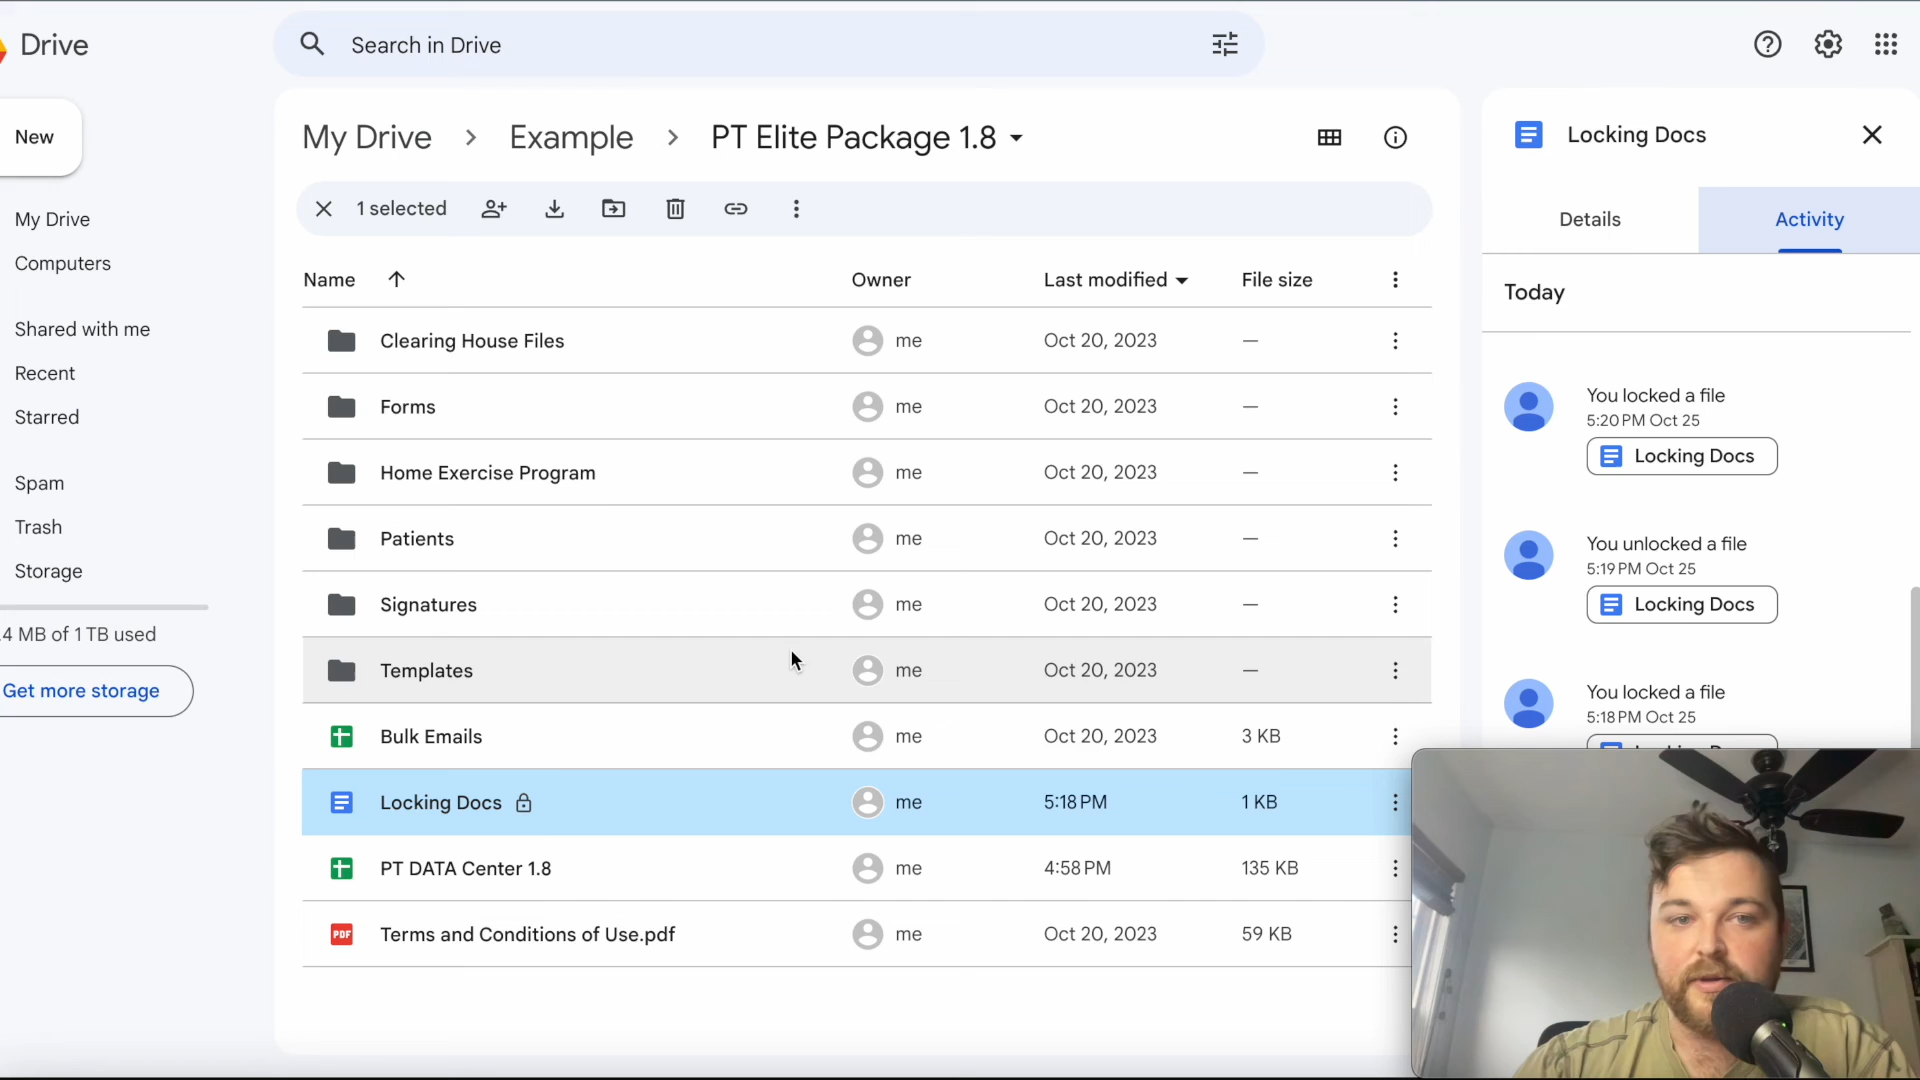 Drive
Search in Drive
New
My Drive
Computers
Shared with me
Recent
Starred
Spam
Trash
Storage
.4 MB of 1 TB used
Get more storage
My Drive > Example > PT Elite Package 1.8
1 selected
Name Owner Last modified File size
Clearing House Files me Oct 20, 2023 —
Forms me Oct 20, 2023 —
Home Exercise Program me Oct 20, 2023 —
Patients me Oct 20, 2023 —
Signatures me Oct 20, 2023 —
Templates me Oct 20, 2023 —
Bulk Emails me Oct 20, 2023 3 KB
Locking Docs me 5:18 PM 1 KB
PT DATA Center 1.8 me 4:58 PM 135 KB
PDF Terms and Conditions of Use.pdf me Oct 20, 2023 59 KB
Locking Docs
Details Activity
Today
You locked a file
5:20 PM Oct 25
Locking Docs
You unlocked a file
5:19 PM Oct 25
Locking Docs
You locked a file
5:18 PM Oct 25